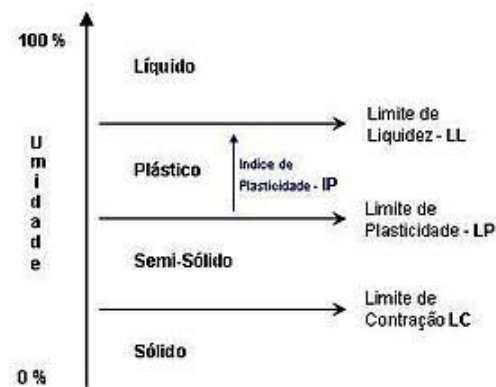 100 %
Líquido
Limite de
Liquidez - LL
Umidade
Plástico
Indice de
Plasticidade - IP
Limite de
Plasticidade - LP
Semi-Sólido
Limite de
Contração LC
Sólido
0 %